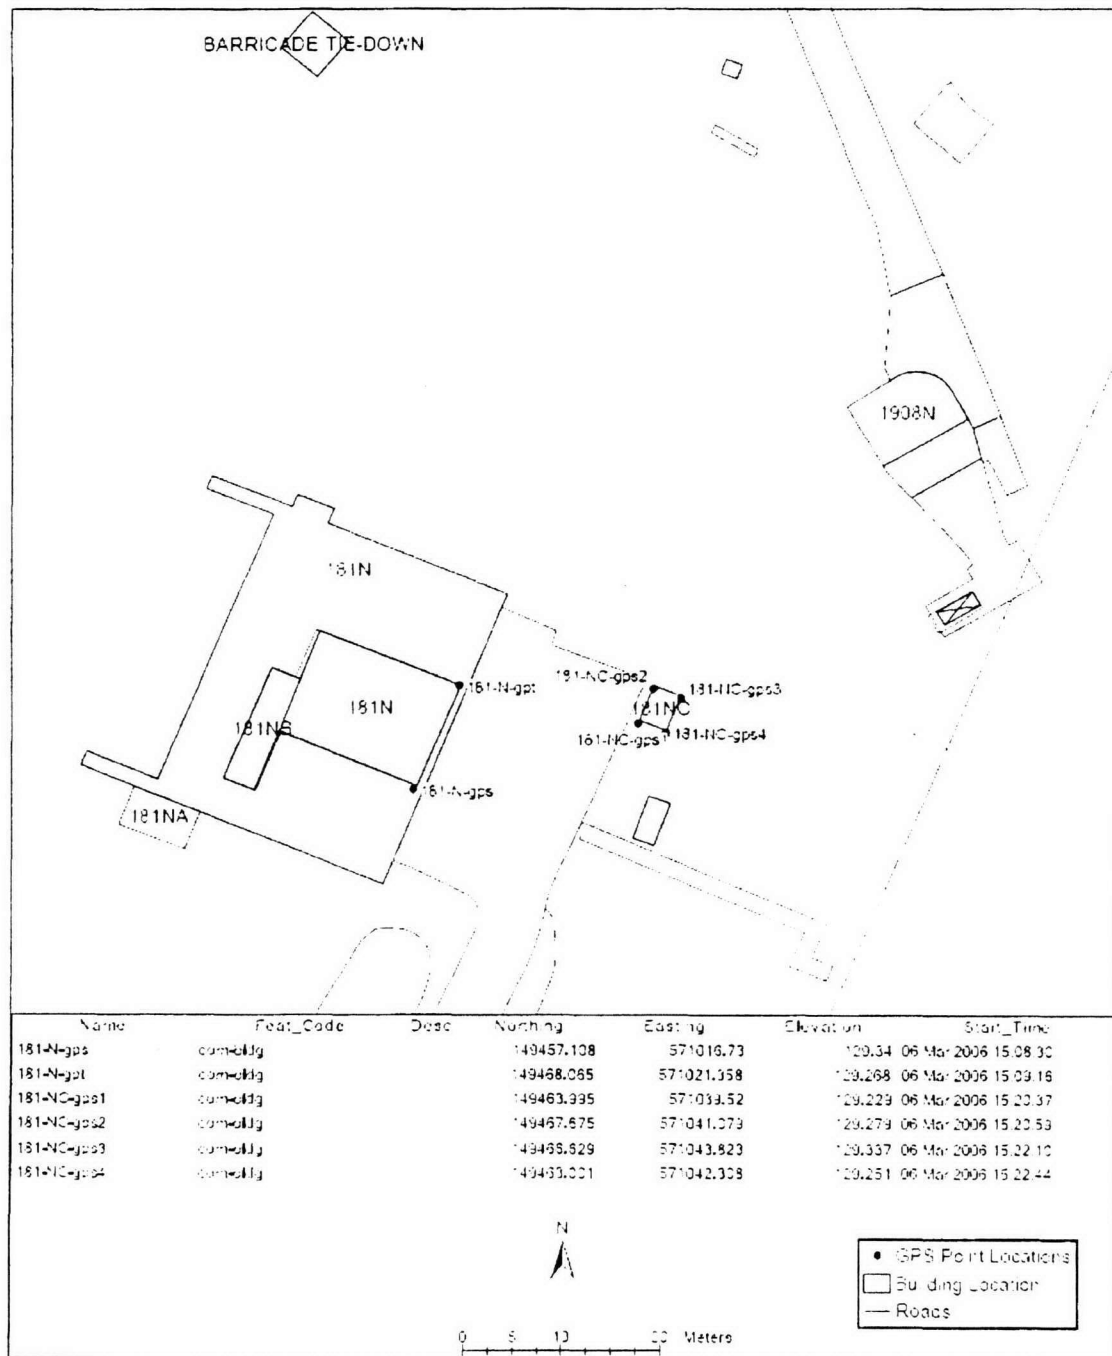 BARRICADE TIE-DOWN
1908N
181N
181-NC-gps2
181-NC-gps3
181-N-gpt
181NC
181N
181NB
181-NC-gps1
181-NC-gps4
181-N-gps
181NA
Name Feat_Code Desc Northing Easting Elevation Start_Time
181-N-gps com-bldg 149457.108 571016.73 129.34 06 Mar 2006 15:08:30
181-N-gpt com-bldg 149468.065 571021.358 129.268 06 Mar 2006 15:09:16
181-NC-gps1 com-bldg 149463.995 571039.52 129.229 06 Mar 2006 15:20:37
181-NC-gps2 com-bldg 149467.675 571041.079 129.279 06 Mar 2006 15:20:59
181-NC-gps3 com-bldg 149466.629 571043.823 129.337 06 Mar 2006 15:22:10
181-NC-gps4 com-bldg 149463.001 571042.308 129.251 06 Mar 2006 15:22:44
N
GPS Point Locations
Building Location
Roads
0 5 10 20 Meters